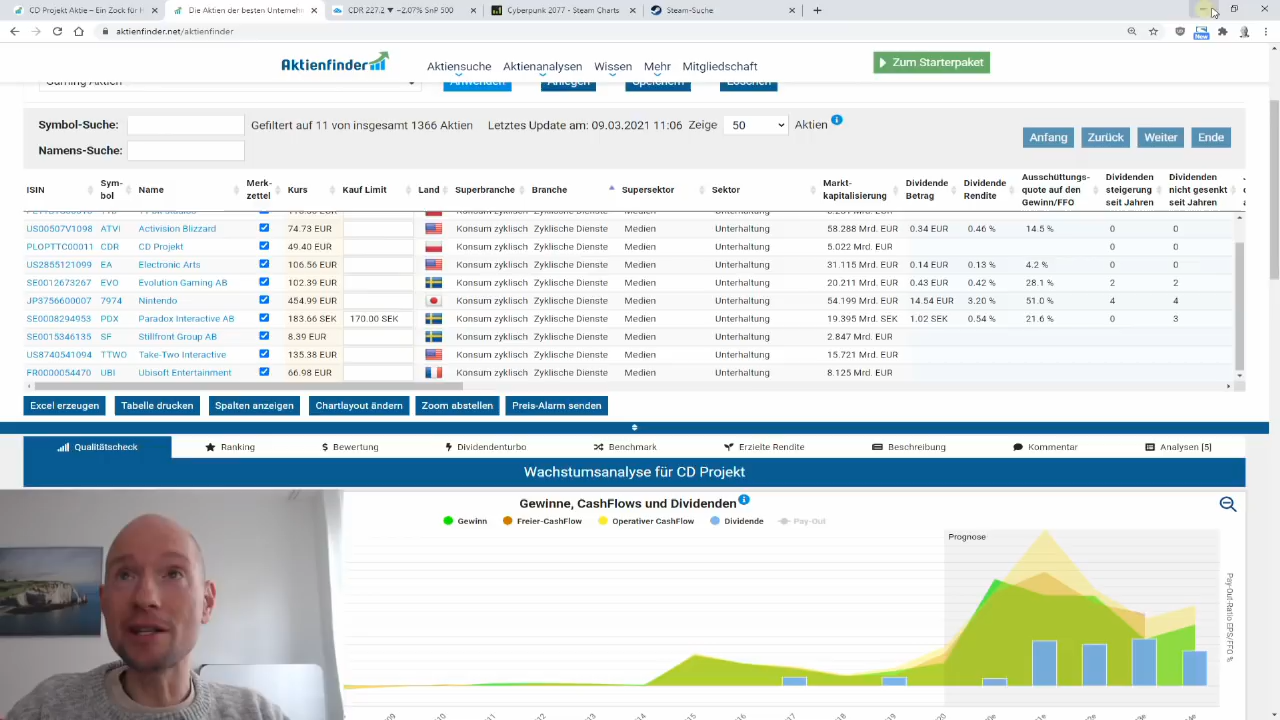 CD Projekt Aktie – Ein Zock für H
Die Aktien der besten Unternehm
CDR 227,2 ▼ −2.07% SnP 500
Cyberpunk 2077 - Steam Charts
Steam-Suche
aktienfinder.net/aktienfinder
New
Aktienfinder
Aktiensuche Aktienanalysen Wissen Mehr Mitgliedschaft
Zum Starterpaket
Symbol-Suche:
Gefiltert auf 11 von insgesamt 1366 Aktien Letztes Update am: 09.03.2021 11:06 Zeige 50 Aktien
Namens-Suche:
Anfang Zurück Weiter Ende
ISIN Sym-bol Name Merk-zettel Kurs Kauf Limit Land Superbranche Branche Supersektor Sektor Markt-kapitalisierung Dividende Betrag Dividende Rendite Ausschüttungs-quote auf den Gewinn/FFO Dividenden steigerung seit Jahren Dividenden nicht gesenkt seit Jahren
US00507V1098 ATVI Activision Blizzard 74.73 EUR Konsum zyklisch Zyklische Dienste Medien Unterhaltung 58.288 Mrd. EUR 0.34 EUR 0.46 % 14.5 % 0 0
PLOPTTC00011 CDR CD Projekt 49.40 EUR Konsum zyklisch Zyklische Dienste Medien Unterhaltung 5.022 Mrd. EUR 0 0
US2855121099 EA Electronic Arts 106.56 EUR Konsum zyklisch Zyklische Dienste Medien Unterhaltung 31.115 Mrd. EUR 0.14 EUR 0.13 % 4.2 % 0 0
SE0012673267 EVO Evolution Gaming AB 102.39 EUR Konsum zyklisch Zyklische Dienste Medien Unterhaltung 20.211 Mrd. EUR 0.43 EUR 0.42 % 28.1 % 2 2
JP3756600007 7974 Nintendo 454.99 EUR Konsum zyklisch Zyklische Dienste Medien Unterhaltung 54.199 Mrd. EUR 14.54 EUR 3.20 % 51.0 % 4 4
SE0008294953 PDX Paradox Interactive AB 183.66 SEK 170.00 SEK Konsum zyklisch Zyklische Dienste Medien Unterhaltung 19.395 Mrd. SEK 1.02 SEK 0.54 % 21.6 % 0 3
SE0015346135 SF Stillfront Group AB 8.39 EUR Konsum zyklisch Zyklische Dienste Medien Unterhaltung 2.847 Mrd. EUR
US8740541094 TTWO Take-Two Interactive 135.38 EUR Konsum zyklisch Zyklische Dienste Medien Unterhaltung 15.721 Mrd. EUR
FR0000054470 UBI Ubisoft Entertainment 66.98 EUR Konsum zyklisch Zyklische Dienste Medien Unterhaltung 8.125 Mrd. EUR
Excel erzeugen Tabelle drucken Spalten anzeigen Chartlayout ändern Zoom abstellen Preis-Alarm senden
Qualitätscheck Ranking Bewertung Dividendenturbo Benchmark Erzielte Rendite Beschreibung Kommentar Analysen [5]
Wachstumsanalyse für CD Projekt
Gewinne, CashFlows und Dividenden
Gewinn Freier-CashFlow Operativer CashFlow Dividende Pay-Out
Prognose
Pay-Out-Ratio EPS/FFO %